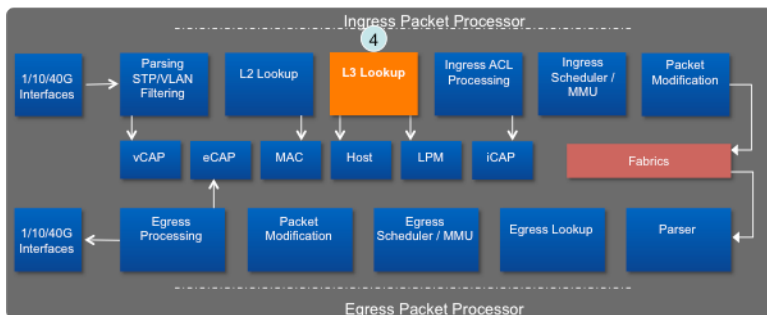 Ingress Packet Processor
4
1/10/40G
Interfaces
Parsing
STP/VLAN
Filtering
L2 Lookup
L3 Lookup
Ingress ACL
Processing
Ingress
Scheduler /
MMU
Packet
Modification
vCAP
eCAP
MAC
Host
LPM
iCAP
Fabrics
1/10/40G
Interfaces
Egress
Processing
Packet
Modification
Egress
Scheduler / MMU
Egress Lookup
Parser
Egress Packet Processor